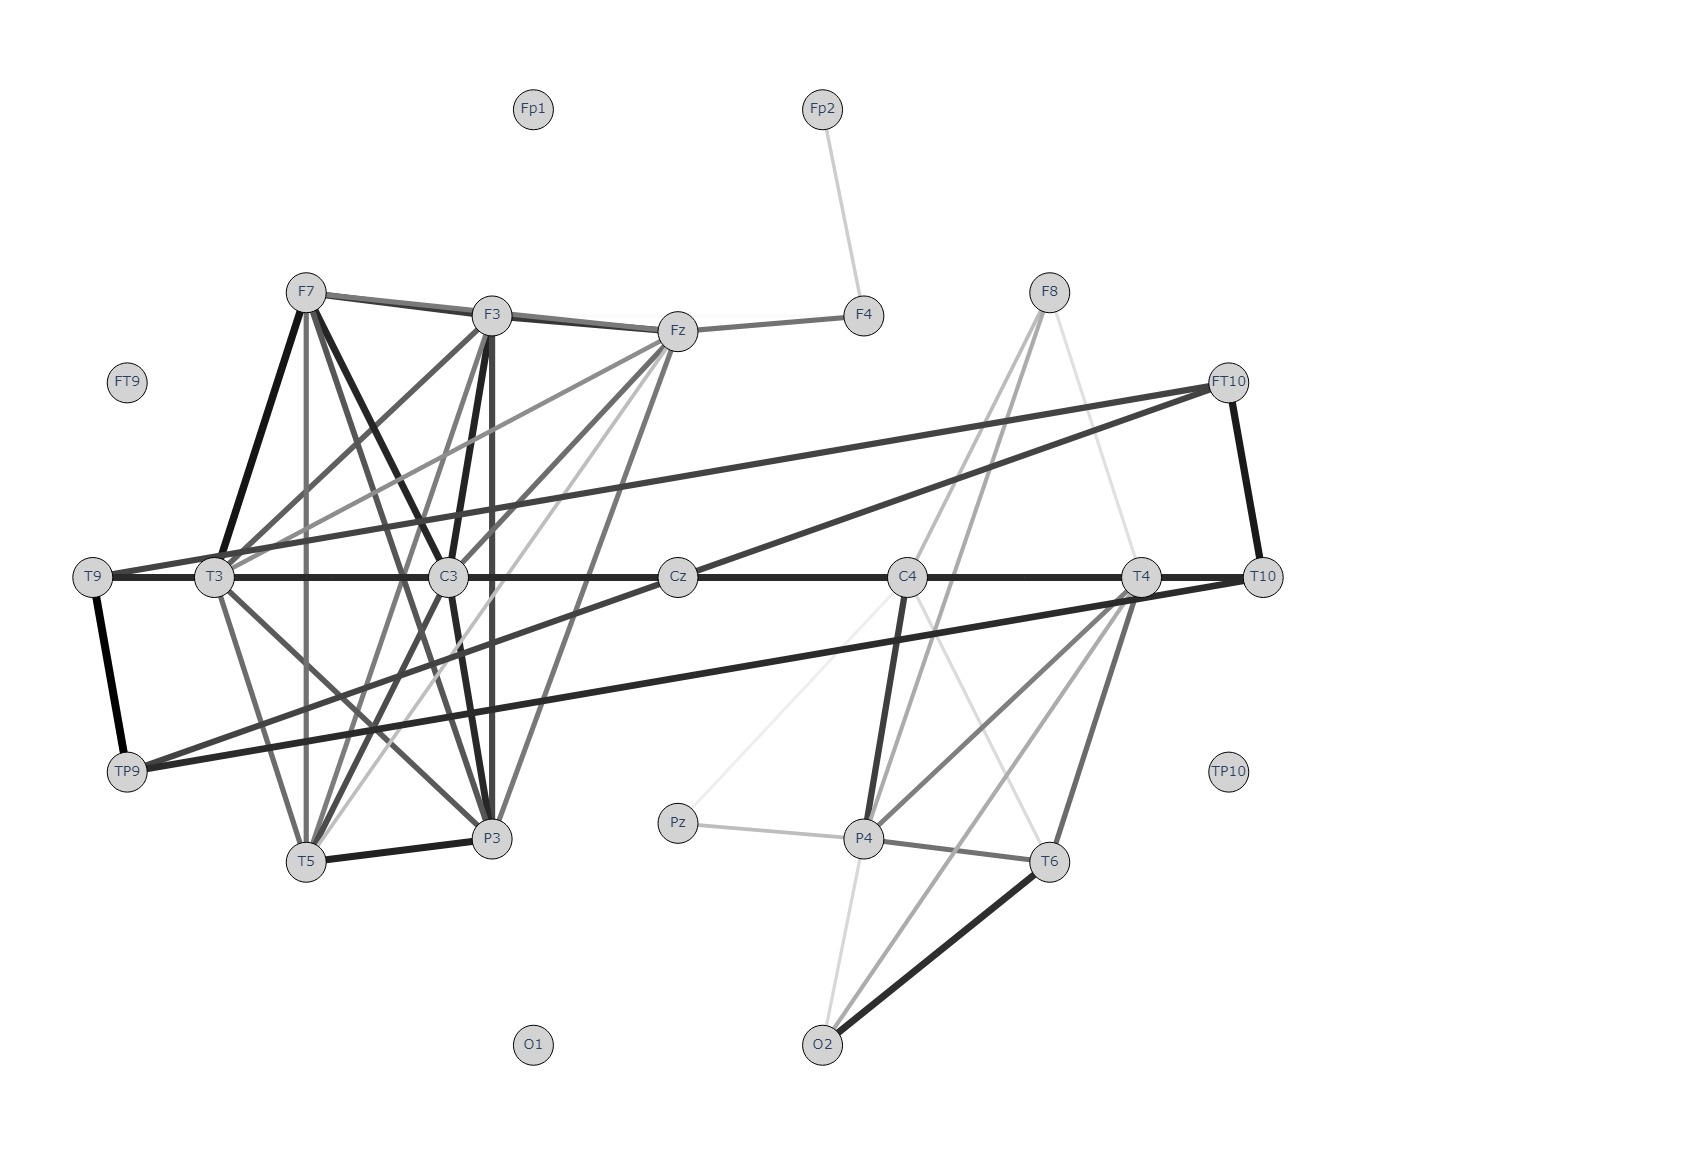 Fp1 Fp2
F7 F8
F3 Fz F4
FT9 FT10
T9 T3 C3 Cz C4 T4 T10
TP9 TP10
Pz
P3 P4
T5 T6
O1 O2